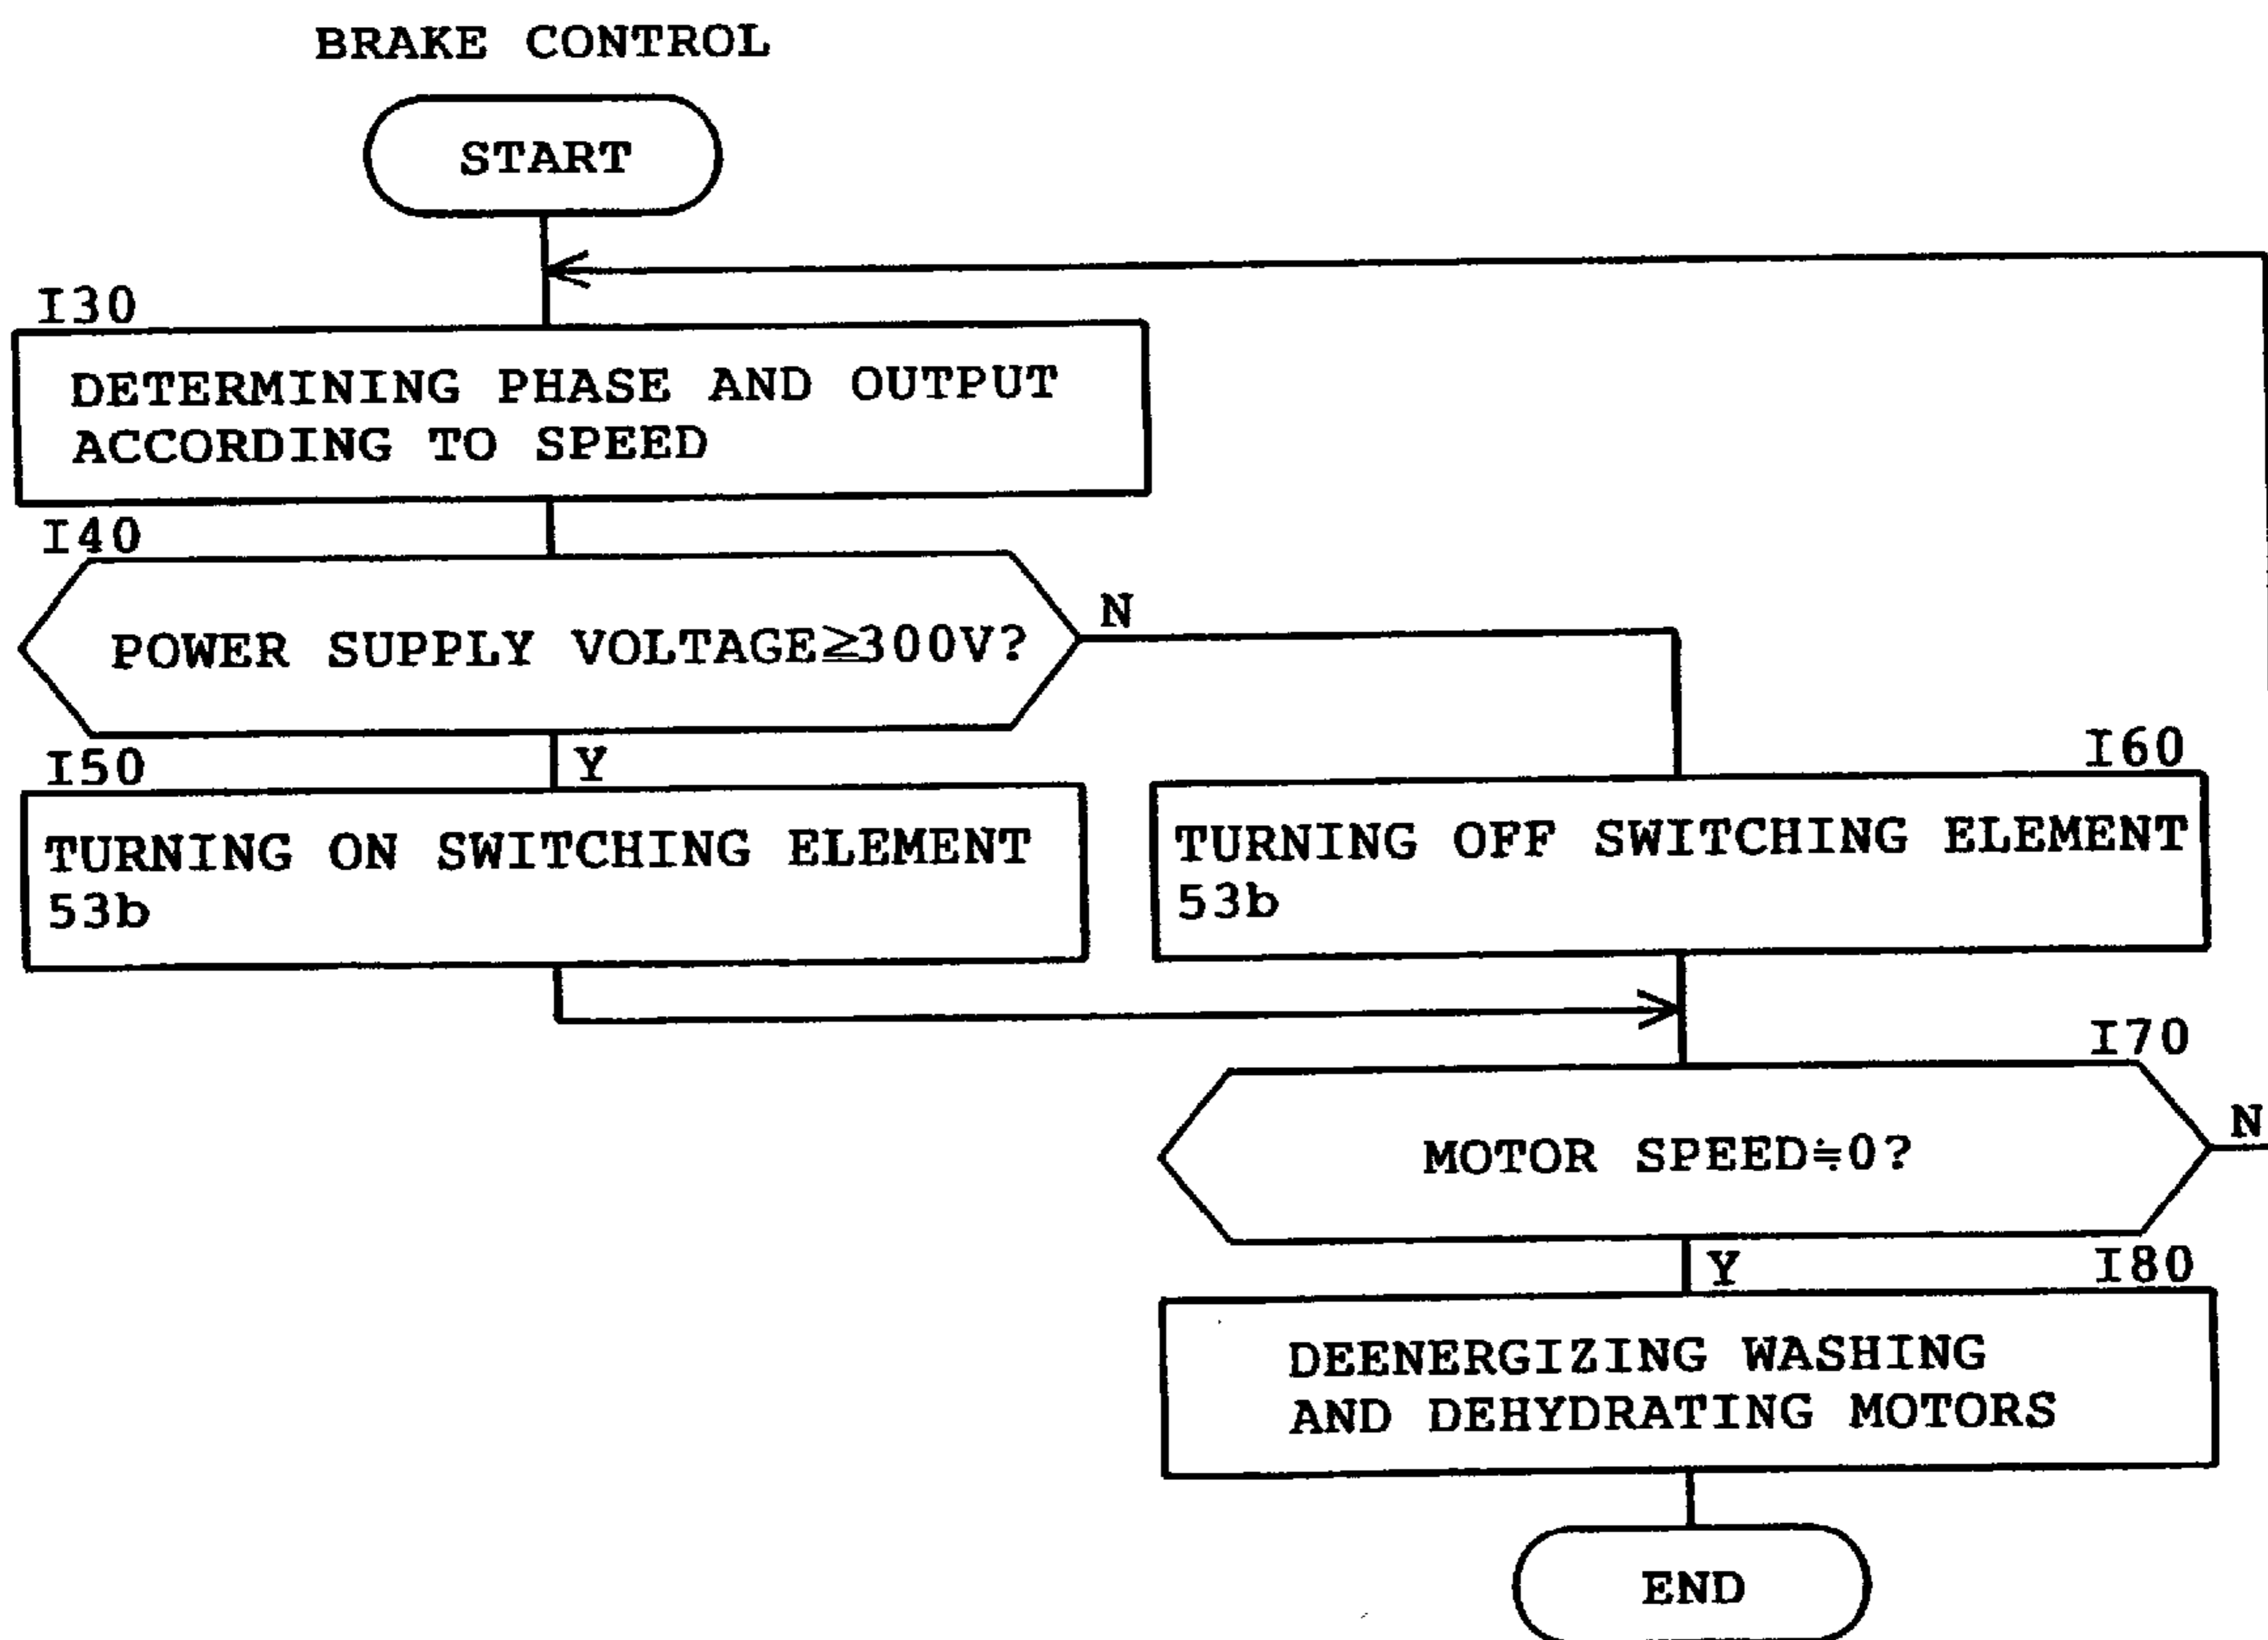 BRAKE CONTROL
START
I30
DETERMINING PHASE AND OUTPUT
ACCORDING TO SPEED
I40
POWER SUPPLY VOLTAGE≧300V?
N
Y
I50
TURNING ON SWITCHING ELEMENT
53b
I60
TURNING OFF SWITCHING ELEMENT
53b
I70
MOTOR SPEED≒0?
N
Y
I80
DEENERGIZING WASHING
AND DEHYDRATING MOTORS
END